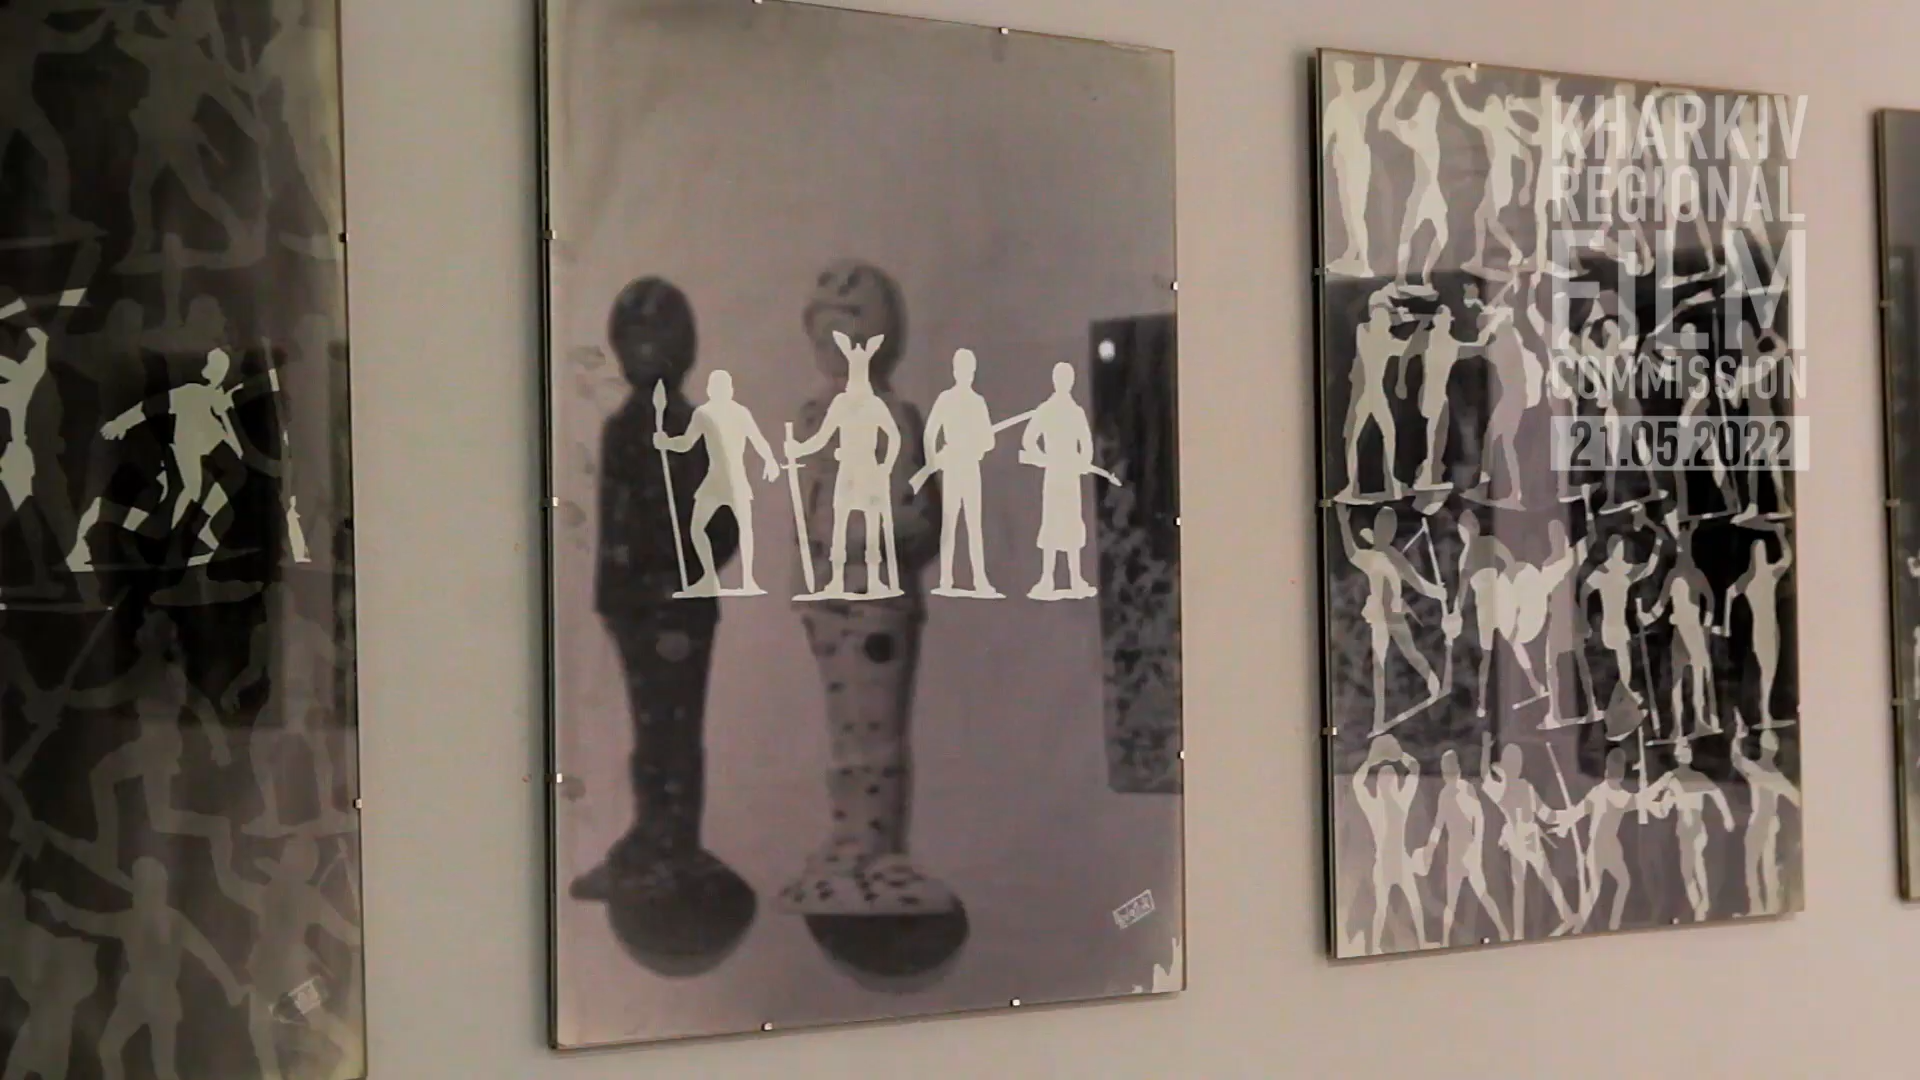 KHARKIV
REGIONAL
FILM
COMMISSION
21.05.2022